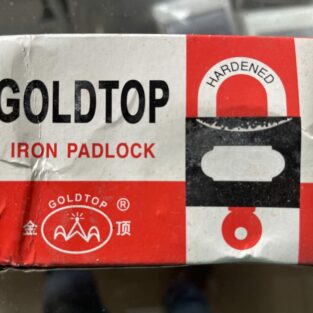 GOLDTOP
IRON PADLOCK
HARDENED
GOLDTOP ®
金 顶